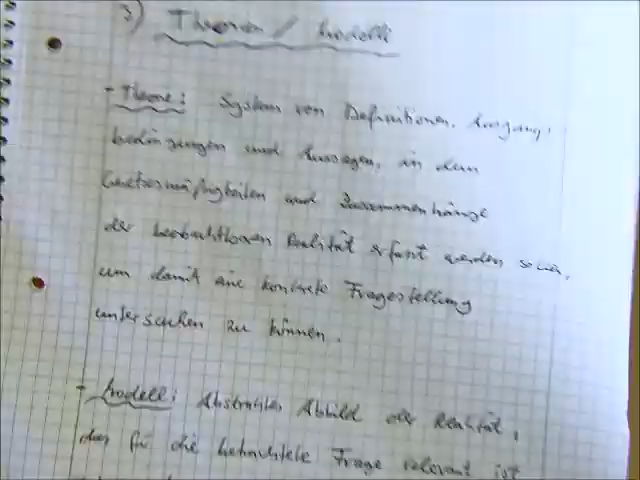 3) Theorien / Modelle
- Theorie: System von Definitionen, Ausgangs-
bedingungen und Aussagen, in dem
Gesetzmäßigkeiten und Zusammenhänge
der beobachtbaren Realität erfasst werden sollen,
um damit eine konkrete Fragestellung
untersuchen zu können.
- Modell: Abstraktes Abbild der Realität,
das für die betrachtete Frage relevant ist